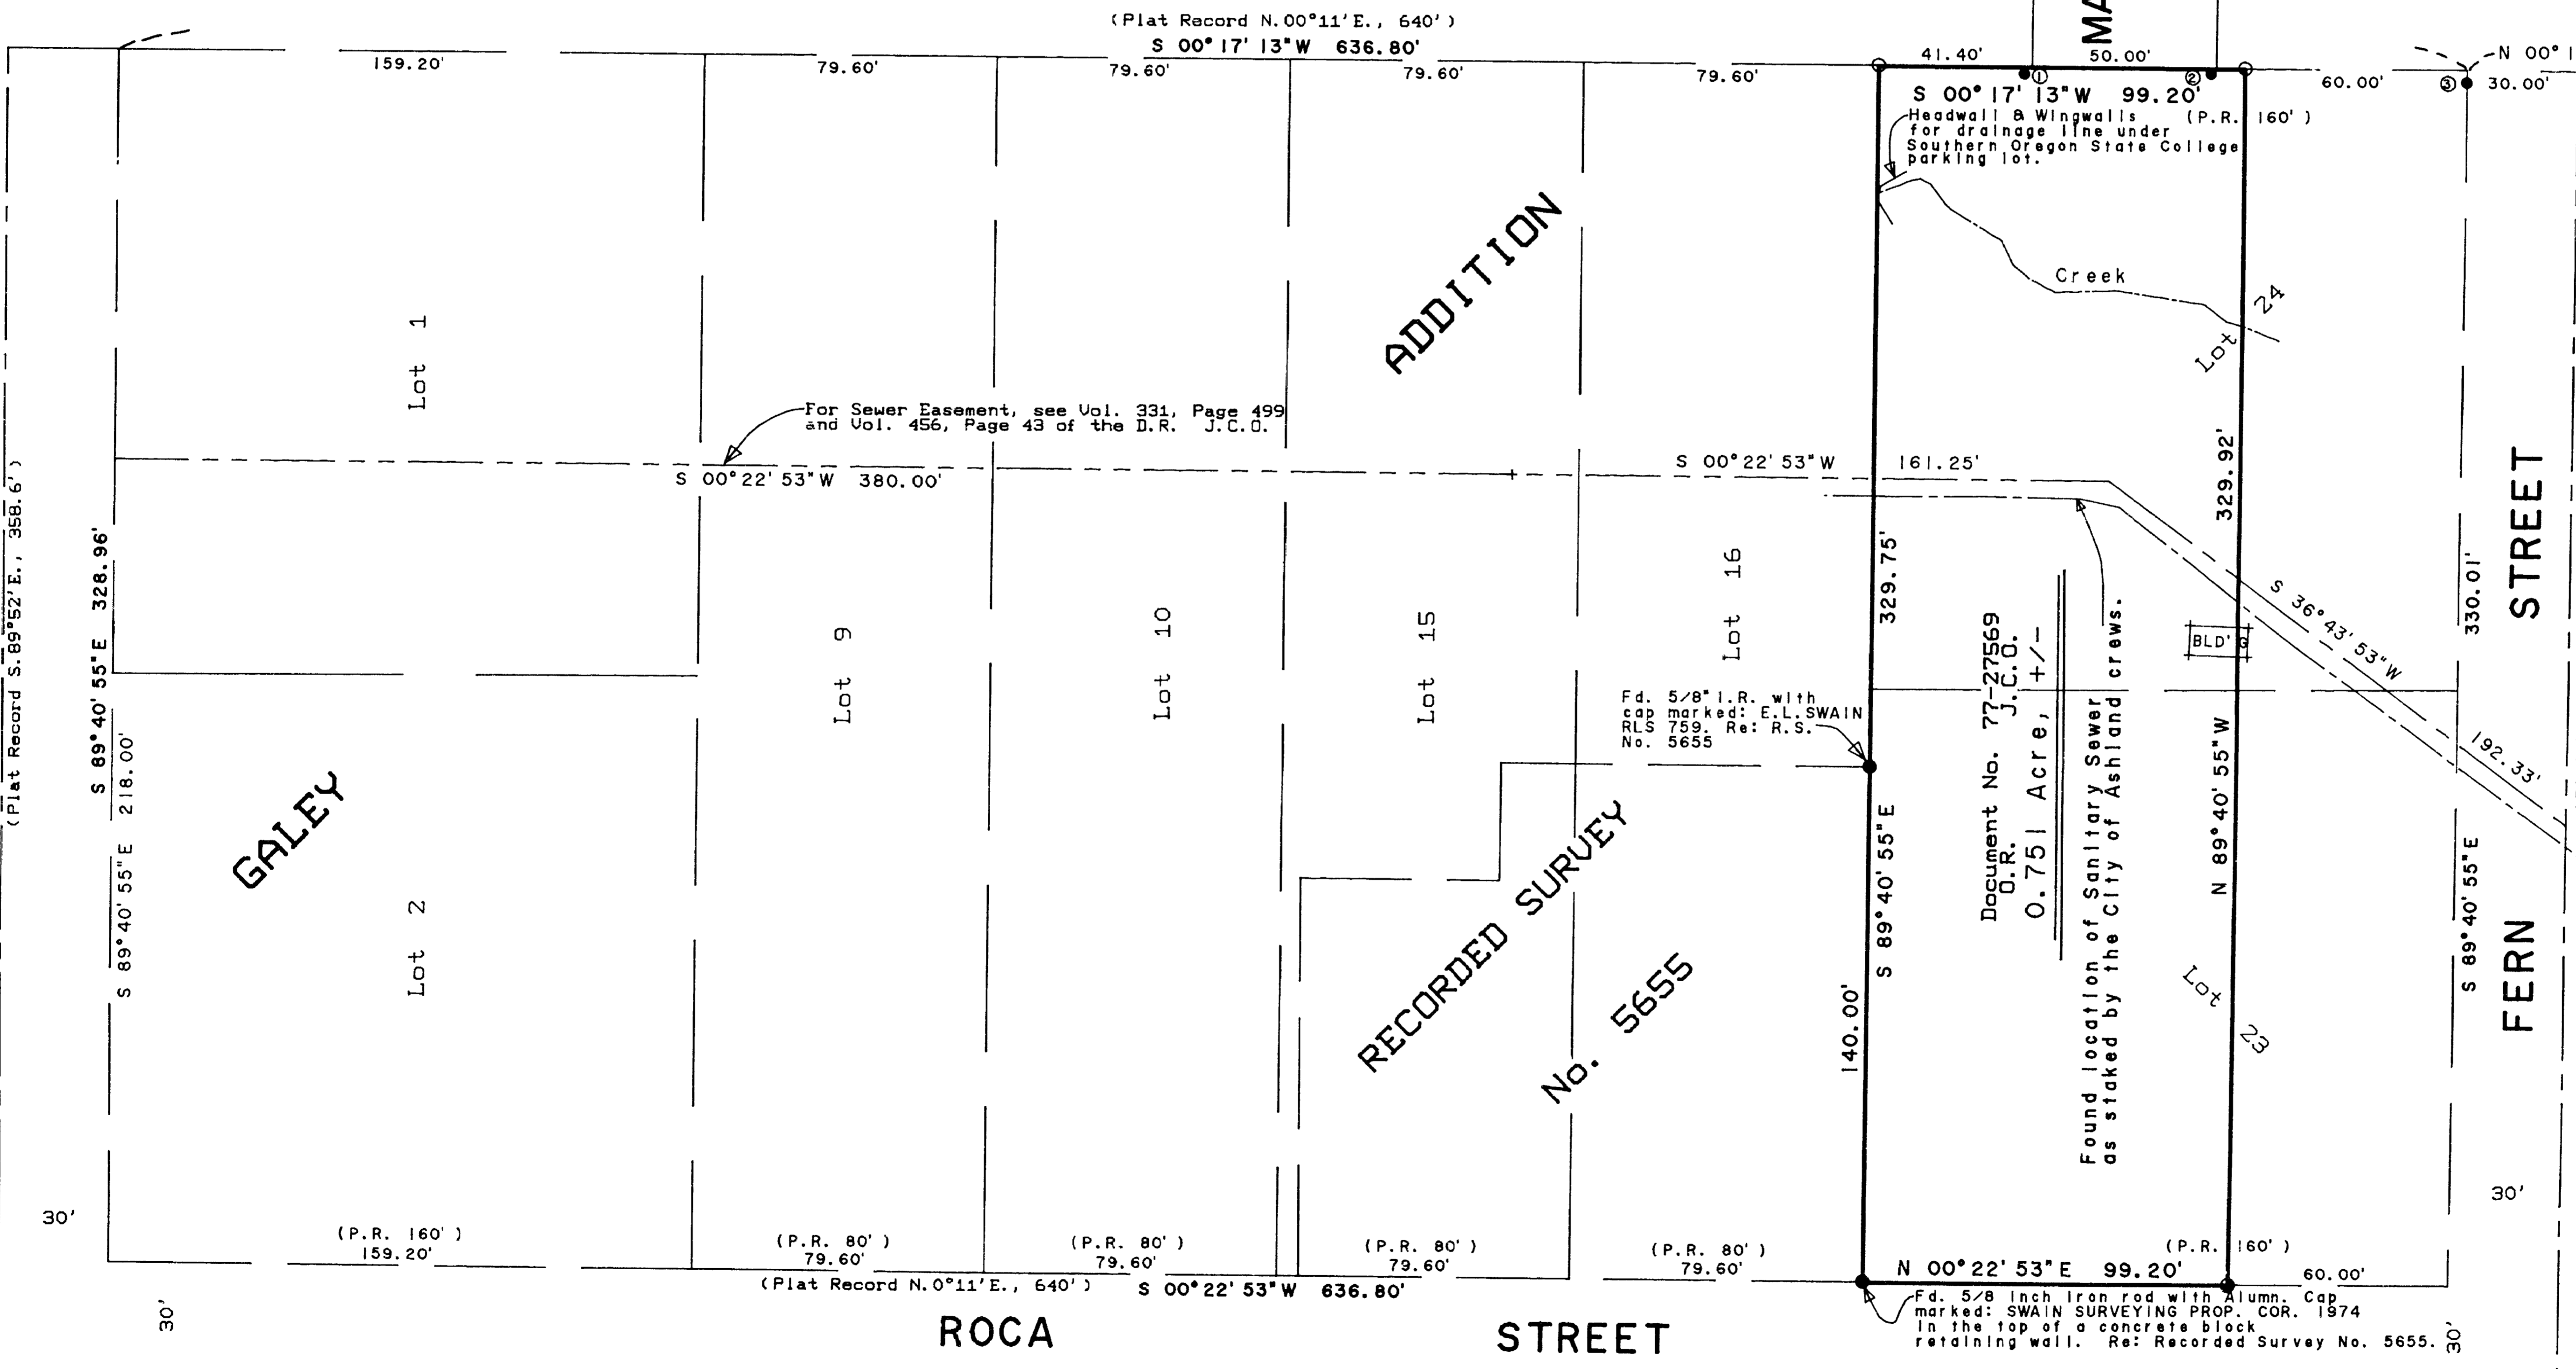 (Plat Record N.00°11'E., 640')
S 00°17'13"W 636.80'
MA
159.20'
79.60'
79.60'
79.60'
79.60'
41.40'
50.00'
60.00'
30.00'
N 00°1
①
②
③
S 00°17'13"W 99.20'
(P.R. 160')
Headwall & Wingwalls
for drainage line under
Southern Oregon State College
parking lot.
Creek
Lot 24
ADDITION
Lot 1
For Sewer Easement, see Vol. 331, Page 499
and Vol. 456, Page 43 of the D.R. J.C.O.
S 00°22'53"W 380.00'
S 00°22'53"W 161.25'
(Plat Record S.89°52'E., 358.6')
S 89°40'55"E 328.96'
S 89°40'55"E 218.00'
329.75'
329.92'
330.01'
S 36°43'53"W
192.33'
BLD'G
STREET
FERN
Lot 9
Lot 10
Lot 15
Lot 16
Fd. 5/8" I.R. with
cap marked: E.L.SWAIN
RLS 759. Re: R.S.
No. 5655
Document No. 77-27569
O.R. J.C.O.
0.751 Acre, +/-
Found location of Sanitary Sewer
as staked by the City of Ashland crews.
N 89°40'55"W
S 89°40'55"E
S 89°40'55"E
140.00'
GALEY
Lot 2
RECORDED SURVEY
No. 5655
Lot 23
30'
30'
30'
30'
(P.R. 160')
159.20'
(P.R. 80')
79.60'
(P.R. 80')
79.60'
(P.R. 80')
79.60'
(P.R. 80')
79.60'
(P.R. 160')
N 00°22'53"E 99.20'
60.00'
(Plat Record N.0°11'E., 640')
S 00°22'53"W 636.80'
Fd. 5/8 inch iron rod with Alumn. Cap
marked: SWAIN SURVEYING PROP. COR. 1974
in the top of a concrete block
retaining wall. Re: Recorded Survey No. 5655.
ROCA STREET